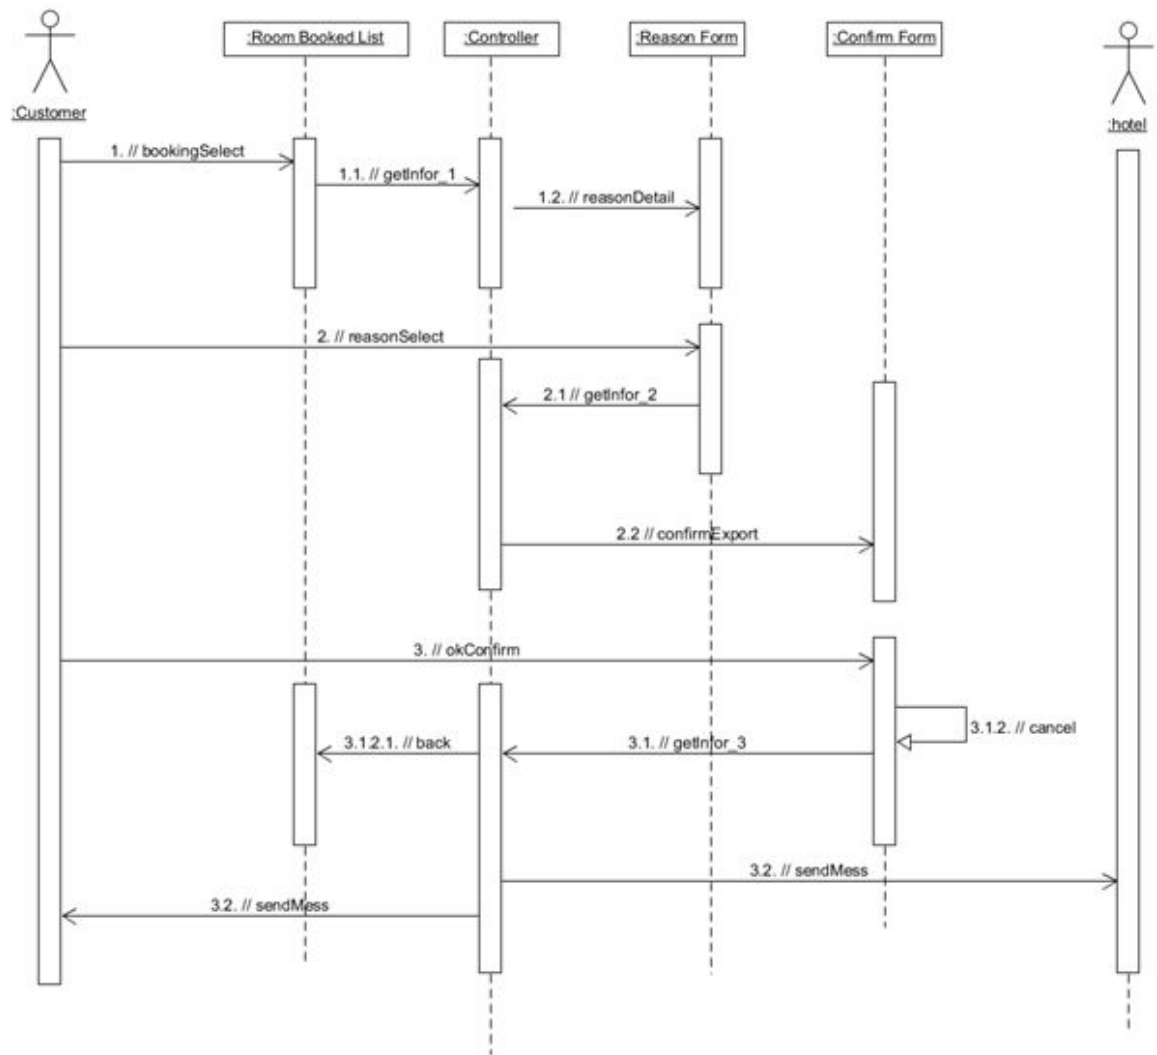 :Room Booked List
:Controller
:Reason Form
:Confirm Form
:Customer
:hotel
1. // bookingSelect
1.1. // getInfor_1
1.2. // reasonDetail
2. // reasonSelect
2.1 // getInfor_2
2.2 // confirmExport
3. // okConfirm
3.1.2. // cancel
3.1.2.1. // back
3.1. // getInfor_3
3.2. // sendMess
3.2. // sendMess